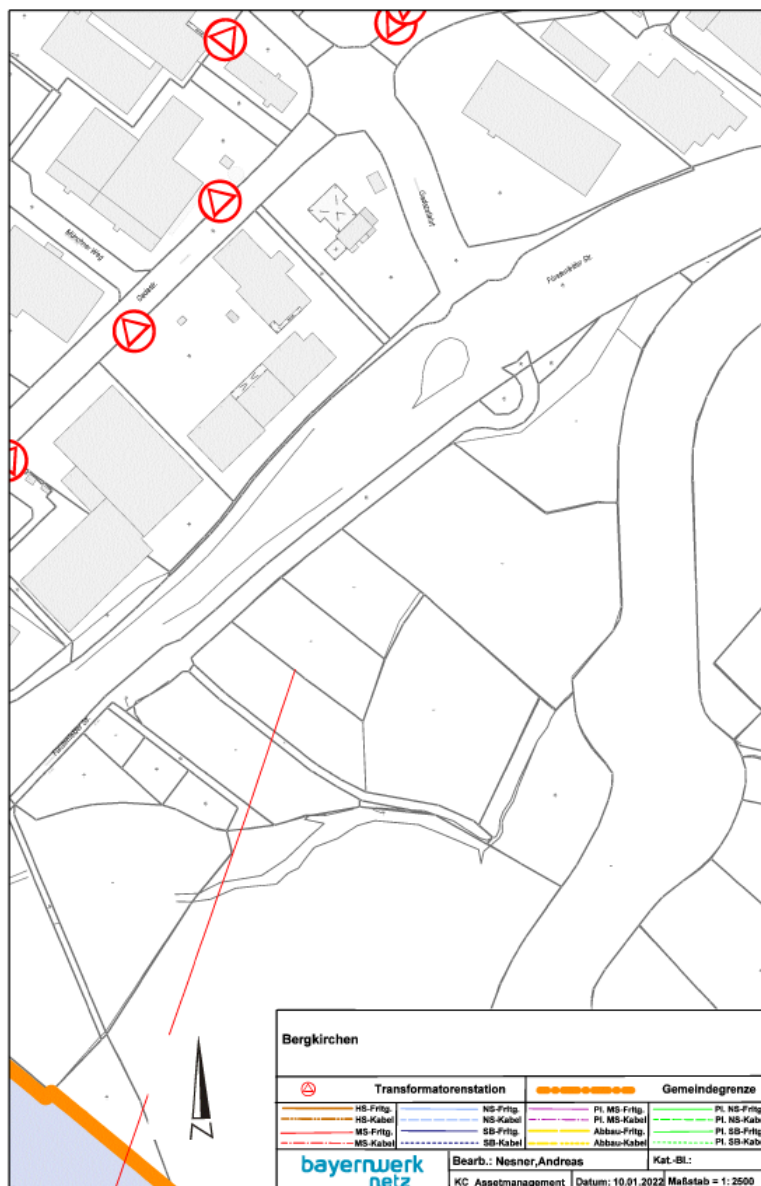 Gadastr.
Münchner Weg
Gadazufahrt
Fürstenfelder Str.
Bergkirchen
Transformatorenstation
Gemeindegrenze
HS-Frltg. NS-Frltg. Pl. MS-Frltg. Pl. NS-Frltg.
HS-Kabel NS-Kabel Pl. MS-Kabel Pl. NS-Kabel
MS-Frltg. SB-Frltg. Abbau-Frltg. Pl. SB-Frltg.
MS-Kabel SB-Kabel Abbau-Kabel Pl. SB-Kabel
N
bayernwerk
netz
Bearb.: Nesner,Andreas Kat.-Bl.:
KC Assetmanagement Datum: 10.01.2022 Maßstab = 1: 2500